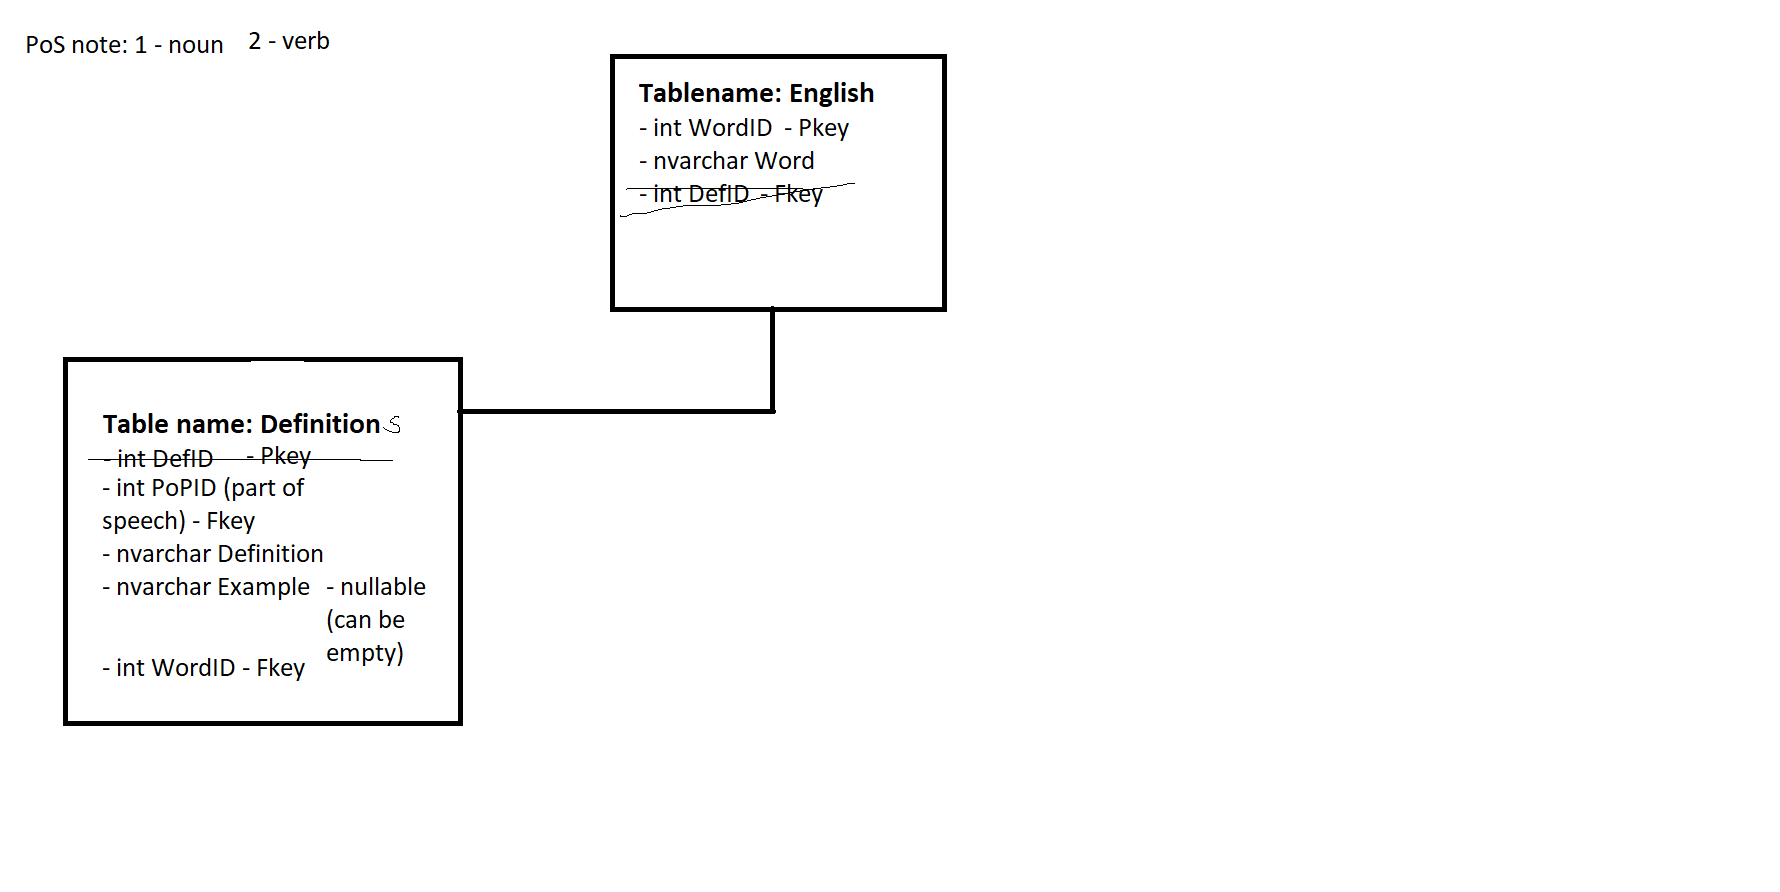 PoS note: 1 - noun 2 - verb
Tablename: English
- int WordID - Pkey
- nvarchar Word
- int DefID - Fkey
Table name: Definitions
- int DefID - Pkey
- int PoPID (part of
speech) - Fkey
- nvarchar Definition
- nvarchar Example - nullable
(can be
empty)
- int WordID - Fkey